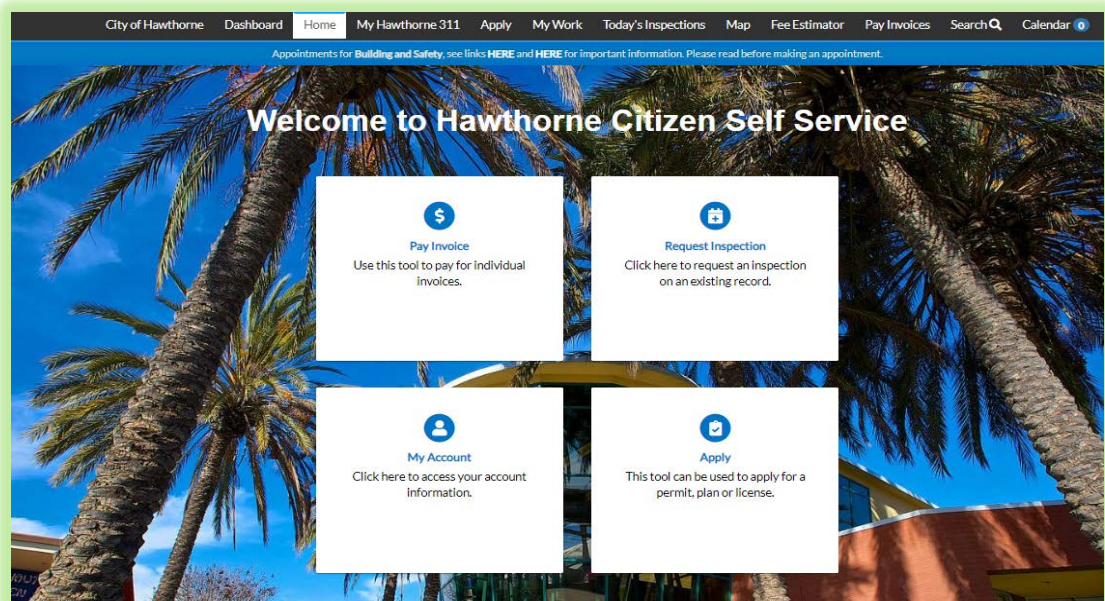 City of Hawthorne Dashboard Home My Hawthorne 311 Apply My Work Today's Inspections Map Fee Estimator Pay Invoices Search Calendar 0
Appointments for Building and Safety, see links HERE and HERE for important information. Please read before making an appointment.
Welcome to Hawthorne Citizen Self Service
Pay Invoice
Use this tool to pay for individual
invoices.
Request Inspection
Click here to request an inspection
on an existing record.
My Account
Click here to access your account
information.
Apply
This tool can be used to apply for a
permit, plan or license.